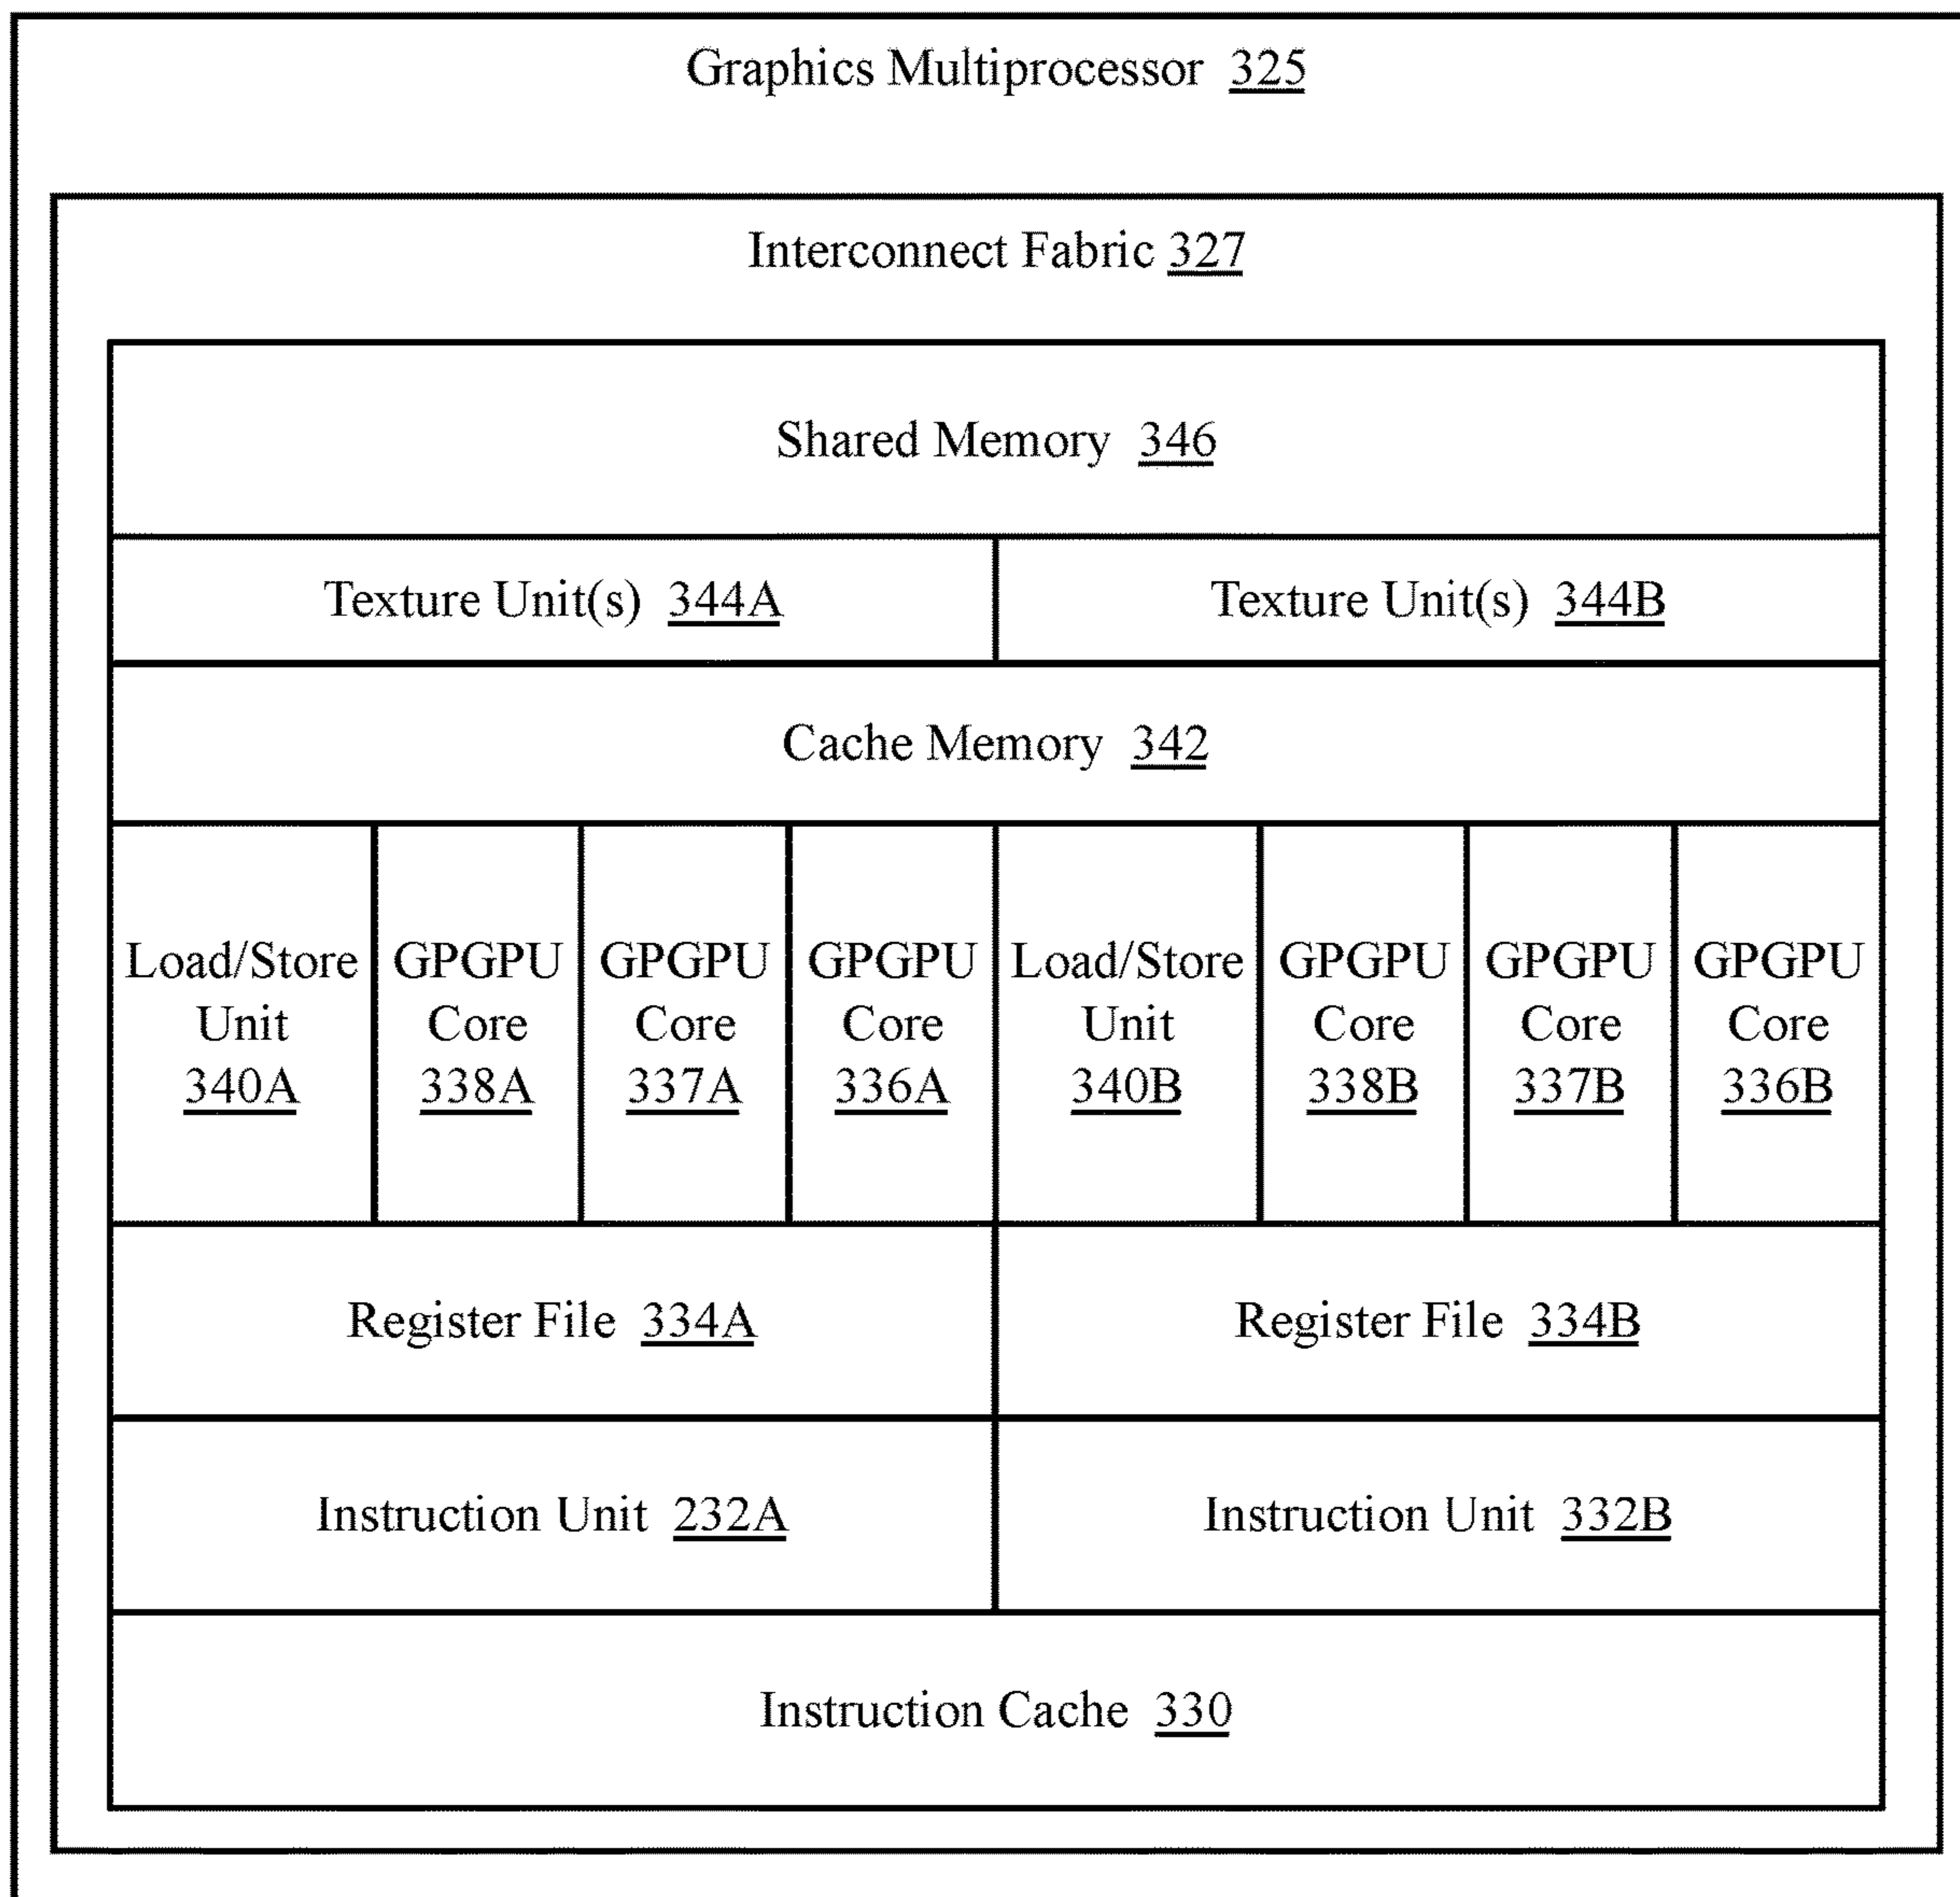 Graphics Multiprocessor 325
Interconnect Fabric 327
Shared Memory 346
Texture Unit(s) 344A
Texture Unit(s) 344B
Cache Memory 342
Load/Store
Unit
340A
GPGPU
Core
338A
GPGPU
Core
337A
GPGPU
Core
336A
Load/Store
Unit
340B
GPGPU
Core
338B
GPGPU
Core
337B
GPGPU
Core
336B
Register File 334A
Register File 334B
Instruction Unit 232A
Instruction Unit 332B
Instruction Cache 330